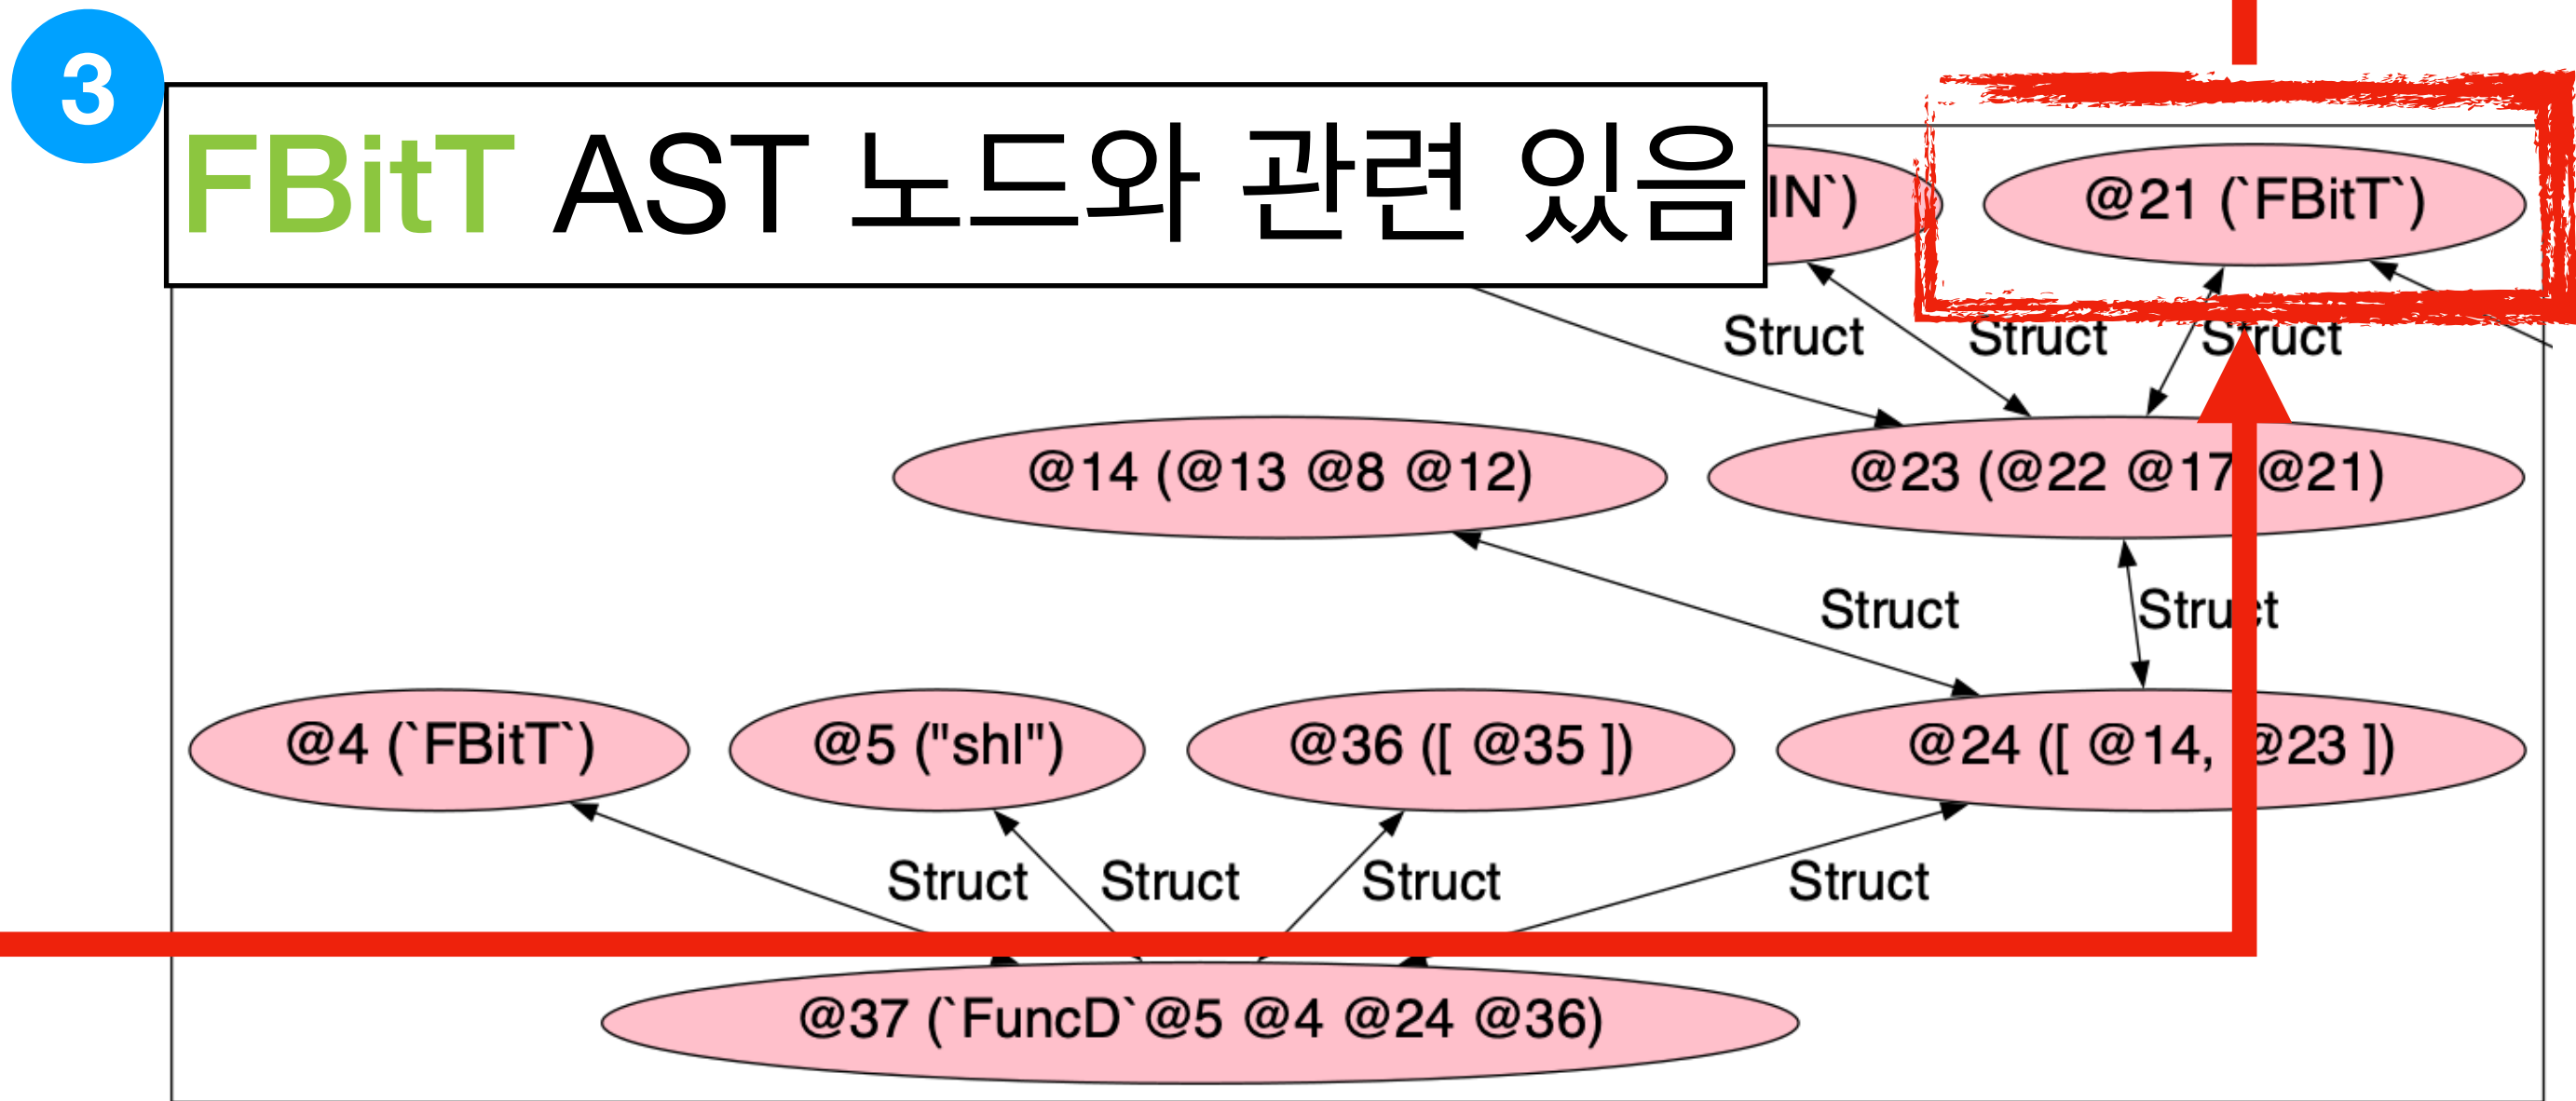 3
FBitT AST 노드와 관련 있음
IN`)
@21 (`FBitT`)
Struct
Struct
Struct
@14 (@13 @8 @12)
@23 (@22 @17 @21)
Struct
Struct
@4 (`FBitT`)
@5 ("shl")
@36 ([ @35 ])
@24 ([ @14, @23 ])
Struct
Struct
Struct
Struct
@37 (`FuncD`@5 @4 @24 @36)